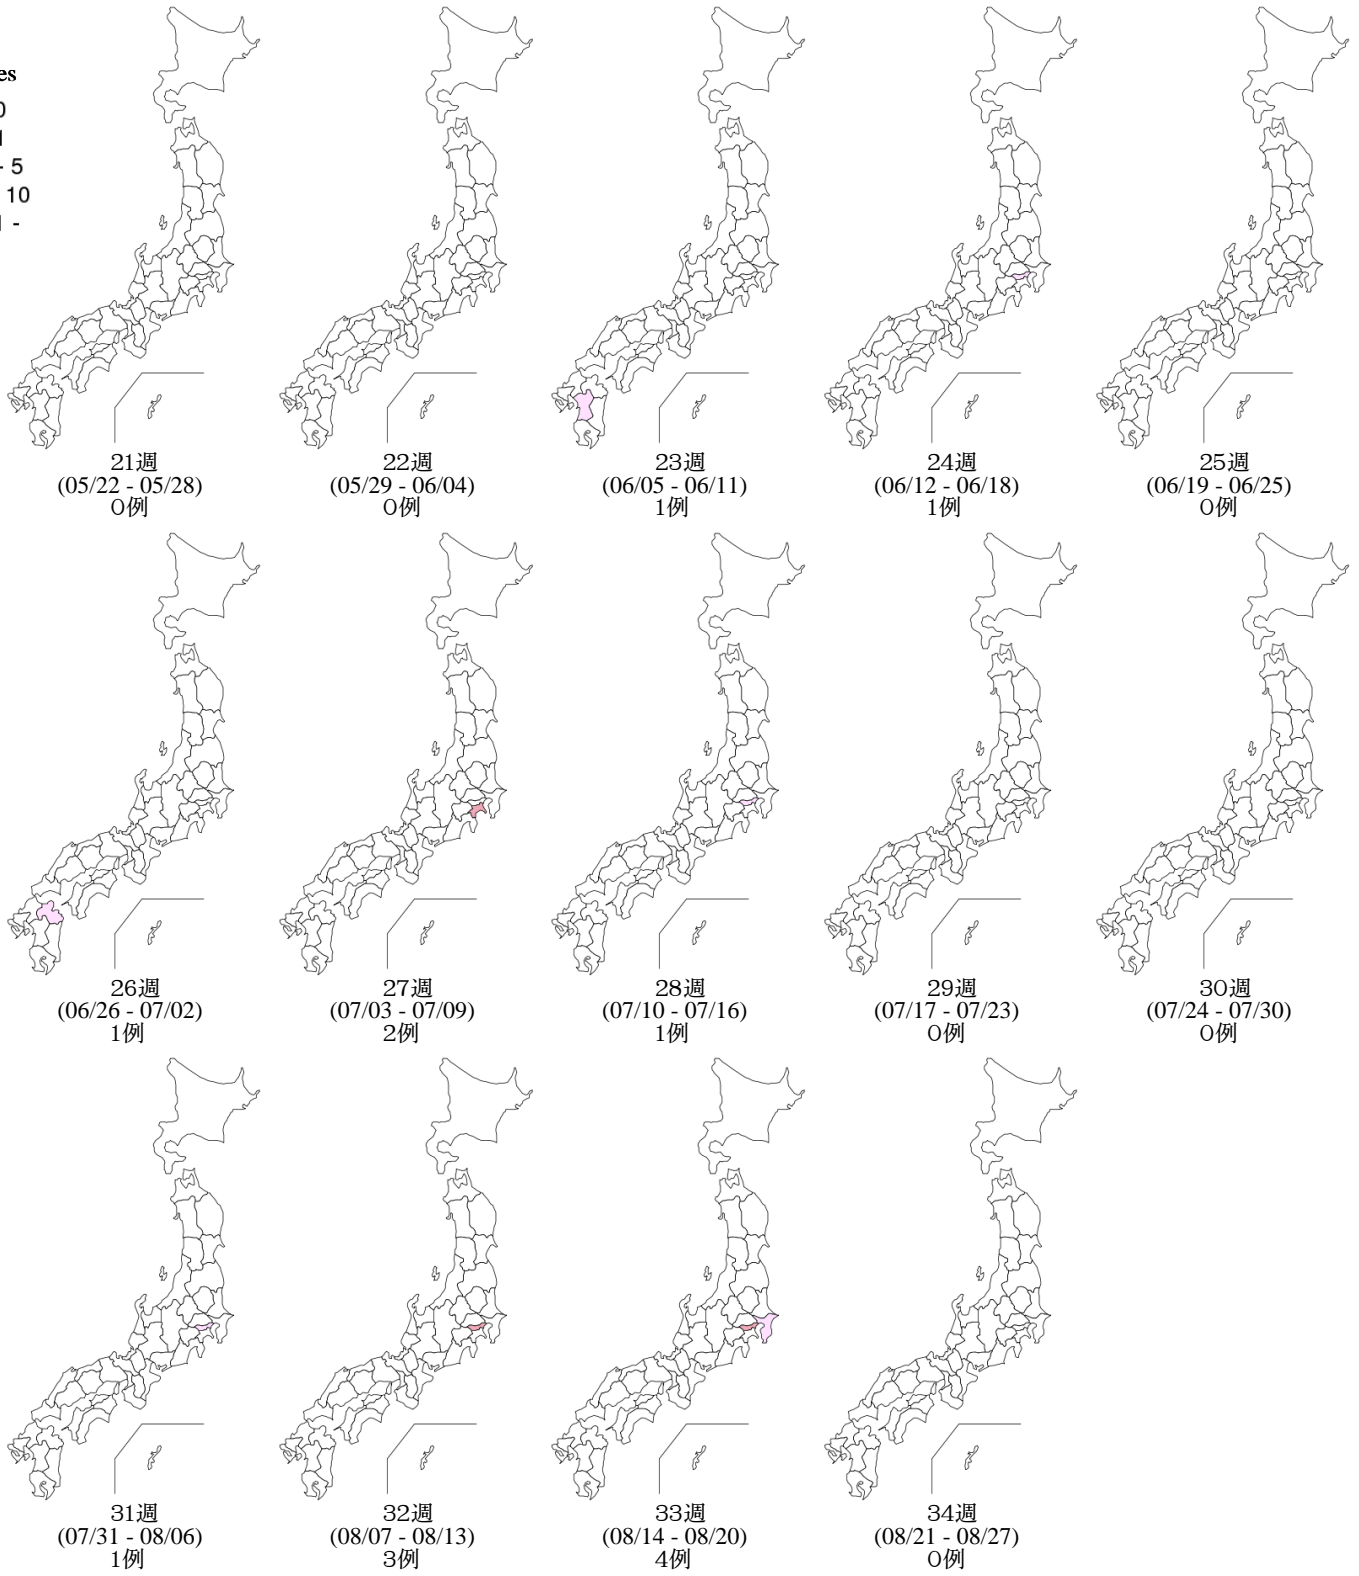 es
0
1
- 5
10
1 -
21週
(05/22 - 05/28)
0例
22週
(05/29 - 06/04)
0例
23週
(06/05 - 06/11)
1例
24週
(06/12 - 06/18)
1例
25週
(06/19 - 06/25)
0例
26週
(06/26 - 07/02)
1例
27週
(07/03 - 07/09)
2例
28週
(07/10 - 07/16)
1例
29週
(07/17 - 07/23)
0例
30週
(07/24 - 07/30)
0例
31週
(07/31 - 08/06)
1例
32週
(08/07 - 08/13)
3例
33週
(08/14 - 08/20)
4例
34週
(08/21 - 08/27)
0例